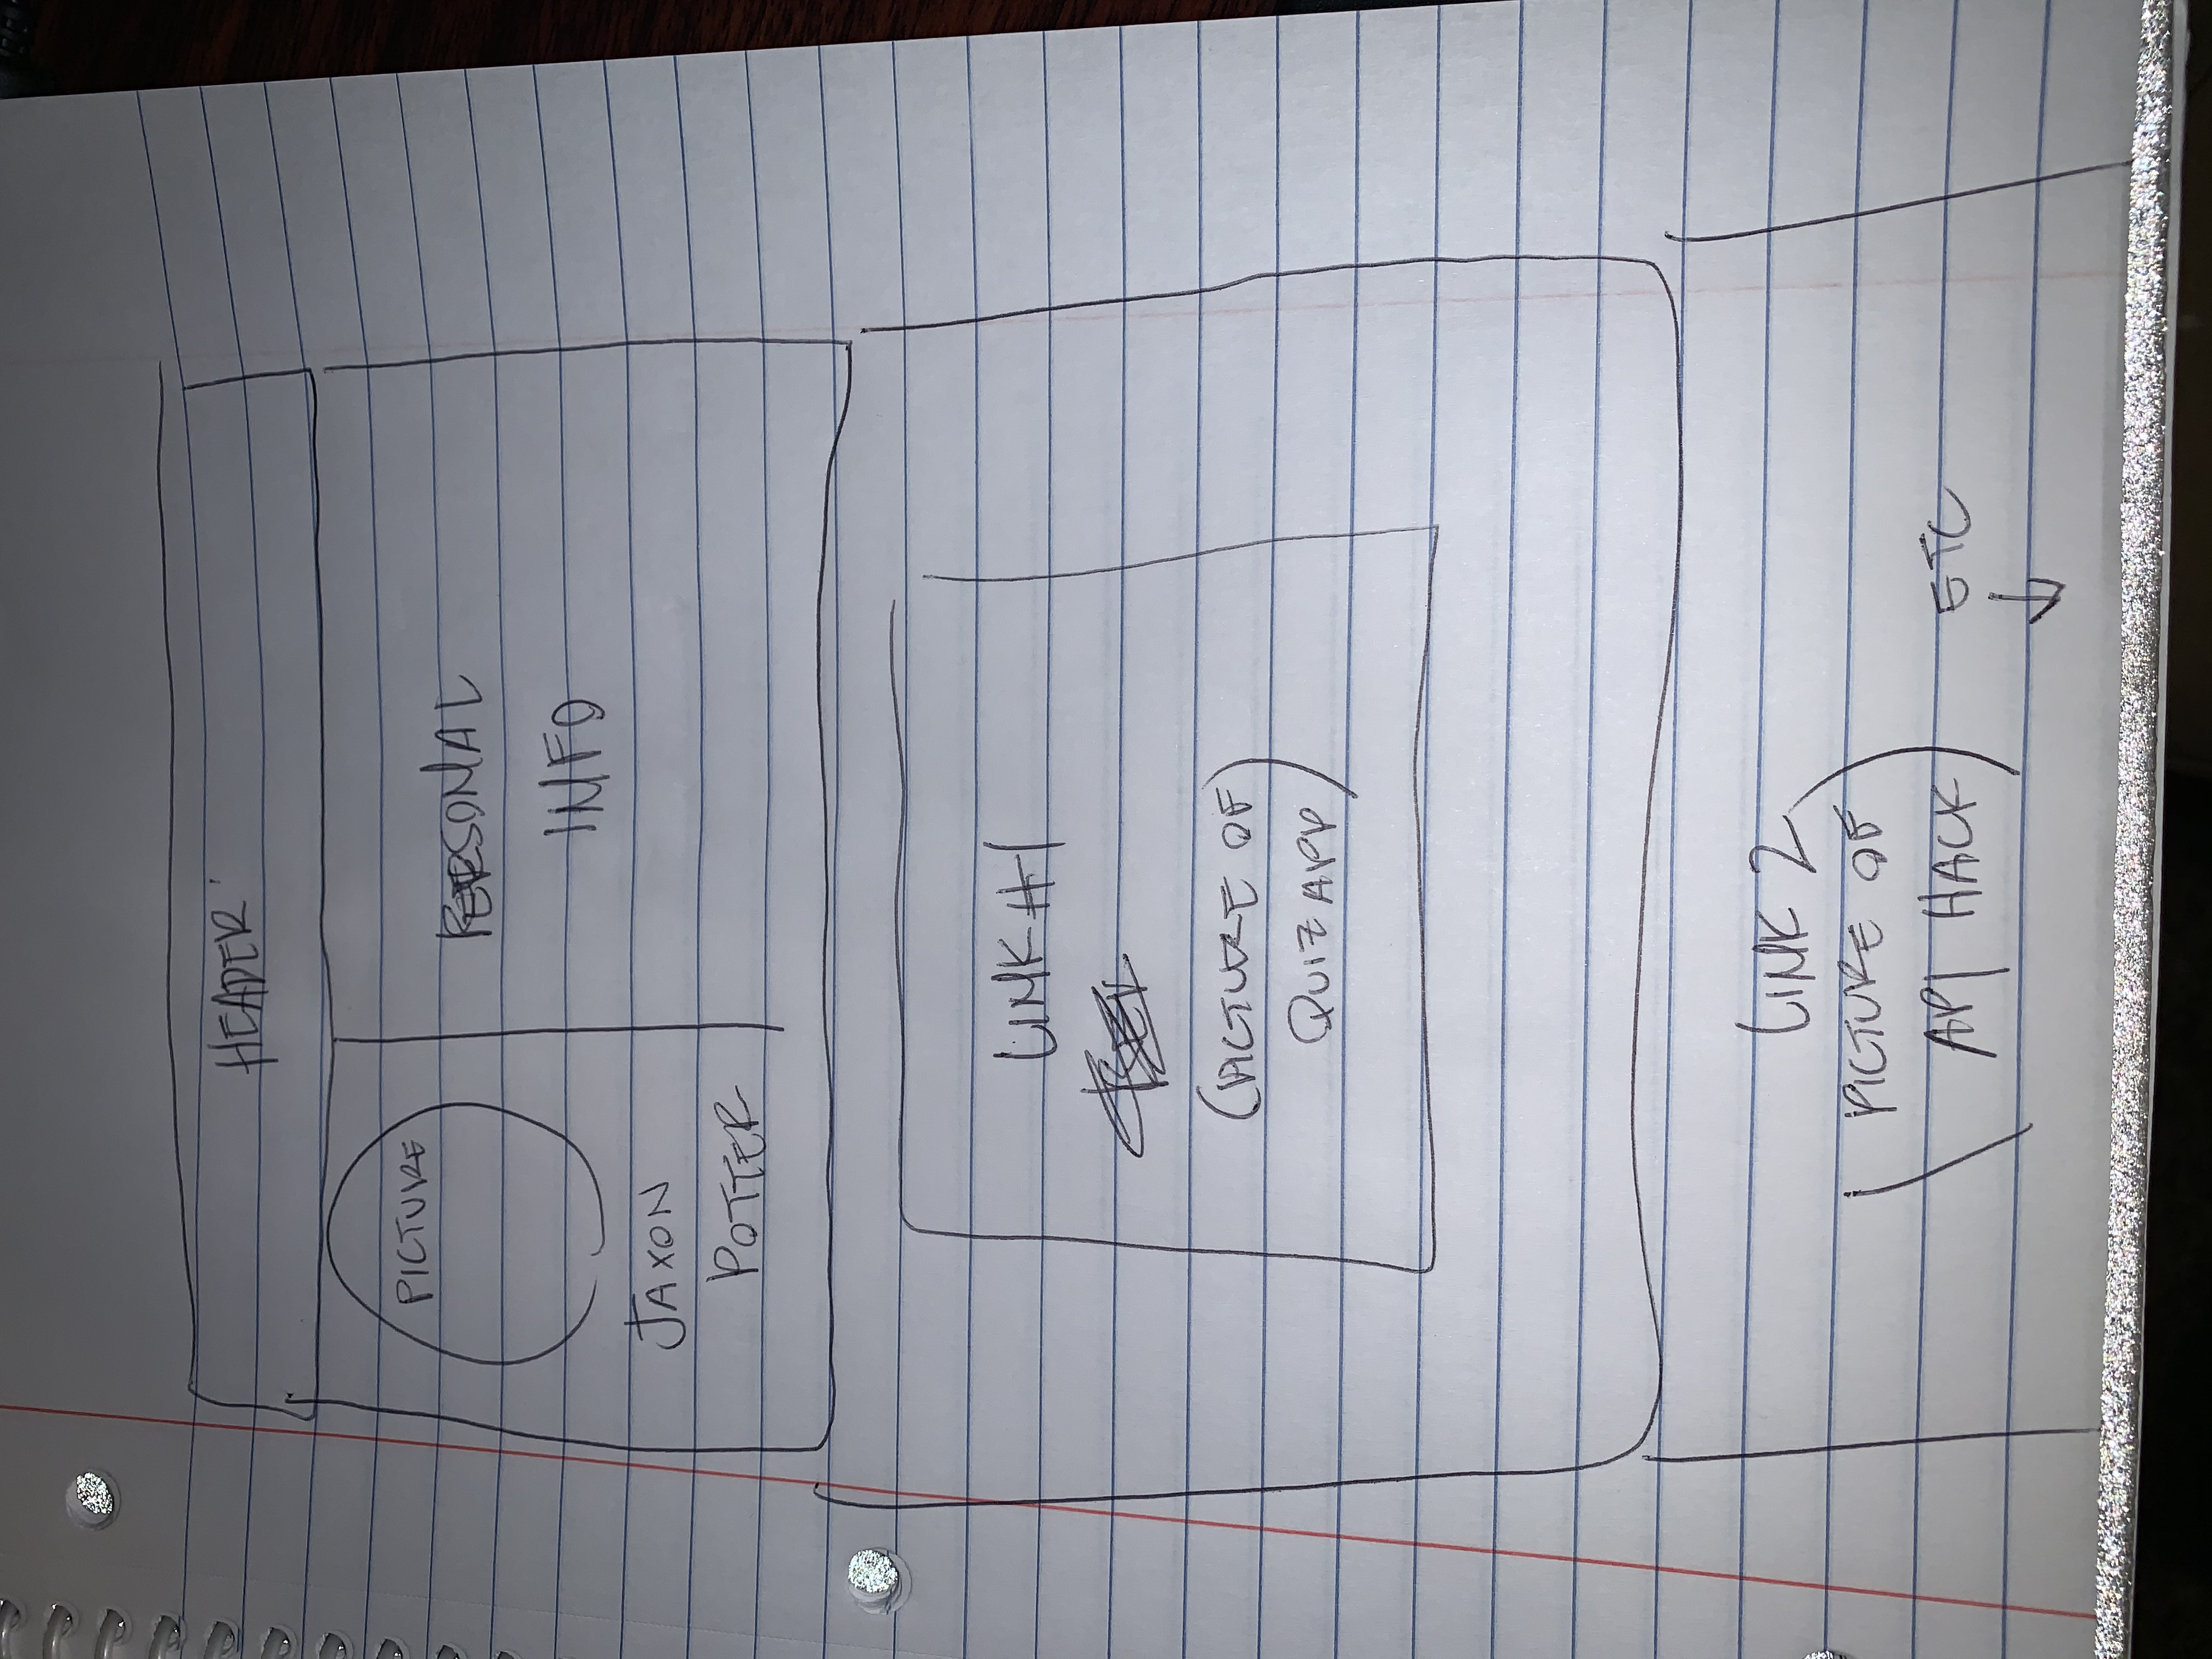 HEADER
PICTURE
JAXON
POTTER
PERSONAL
INFO
LINK #1
(PICTURE OF
QUIZ APP)
LINK 2
(PICTURE OF
API HACK)
ETC
↓